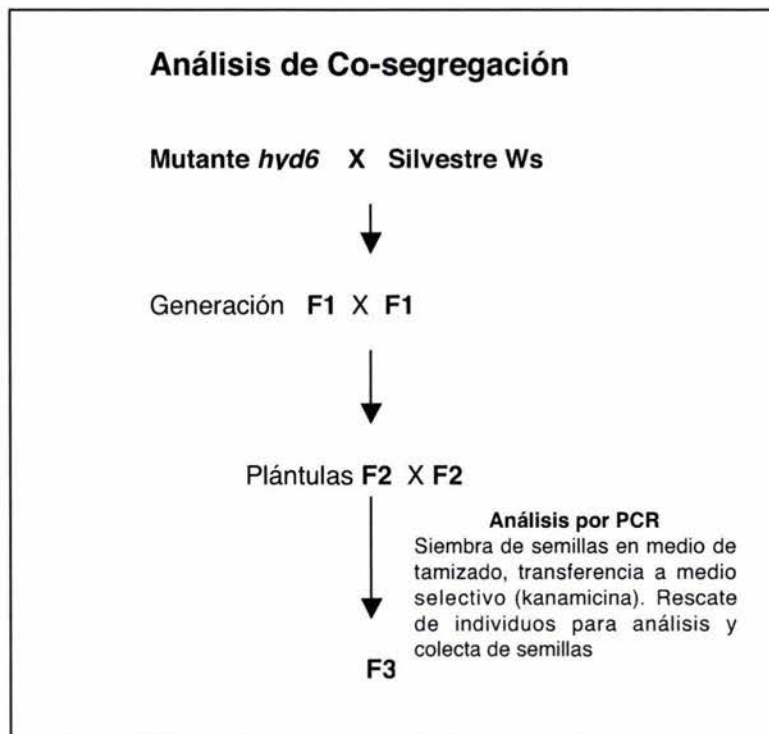 Análisis de Co-segregación
Mutante hyd6 X Silvestre Ws
Generación F1 X F1
Plántulas F2 X F2
Análisis por PCR
Siembra de semillas en medio de
tamizado, transferencia a medio
selectivo (kanamicina). Rescate
de individuos para análisis y
colecta de semillas
F3